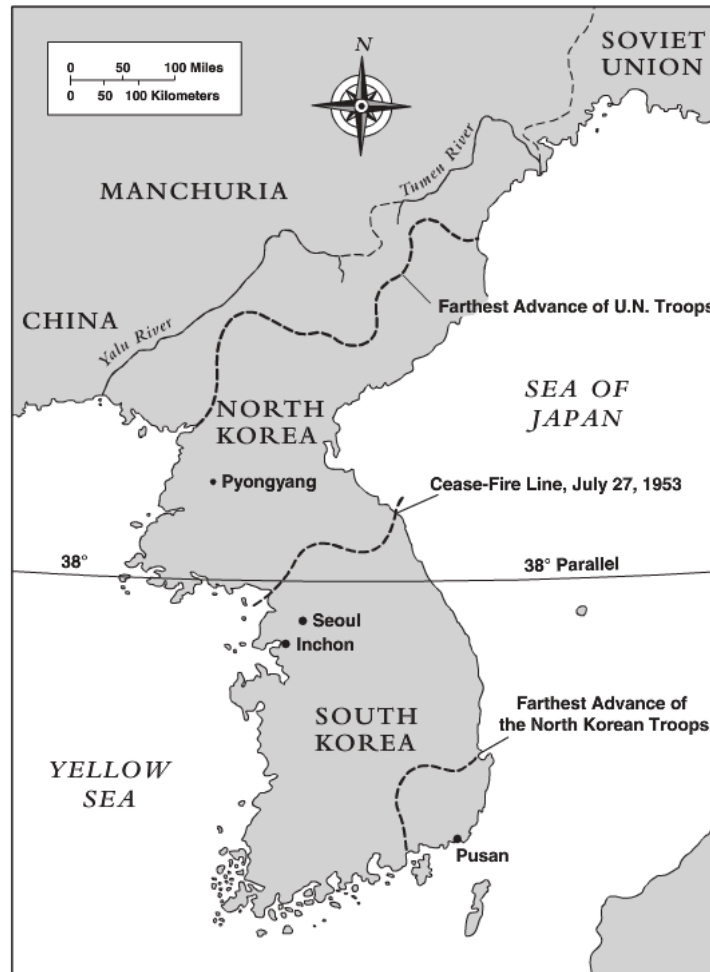 0 50 100 Miles
0 50 100 Kilometers
N
SOVIET
UNION
Tumen River
MANCHURIA
Farthest Advance of U.N. Troops
CHINA
Yalu River
SEA OF
JAPAN
NORTH
KOREA
Pyongyang
Cease-Fire Line, July 27, 1953
38°
38° Parallel
Seoul
Inchon
Farthest Advance of
the North Korean Troops
SOUTH
KOREA
YELLOW
SEA
Pusan